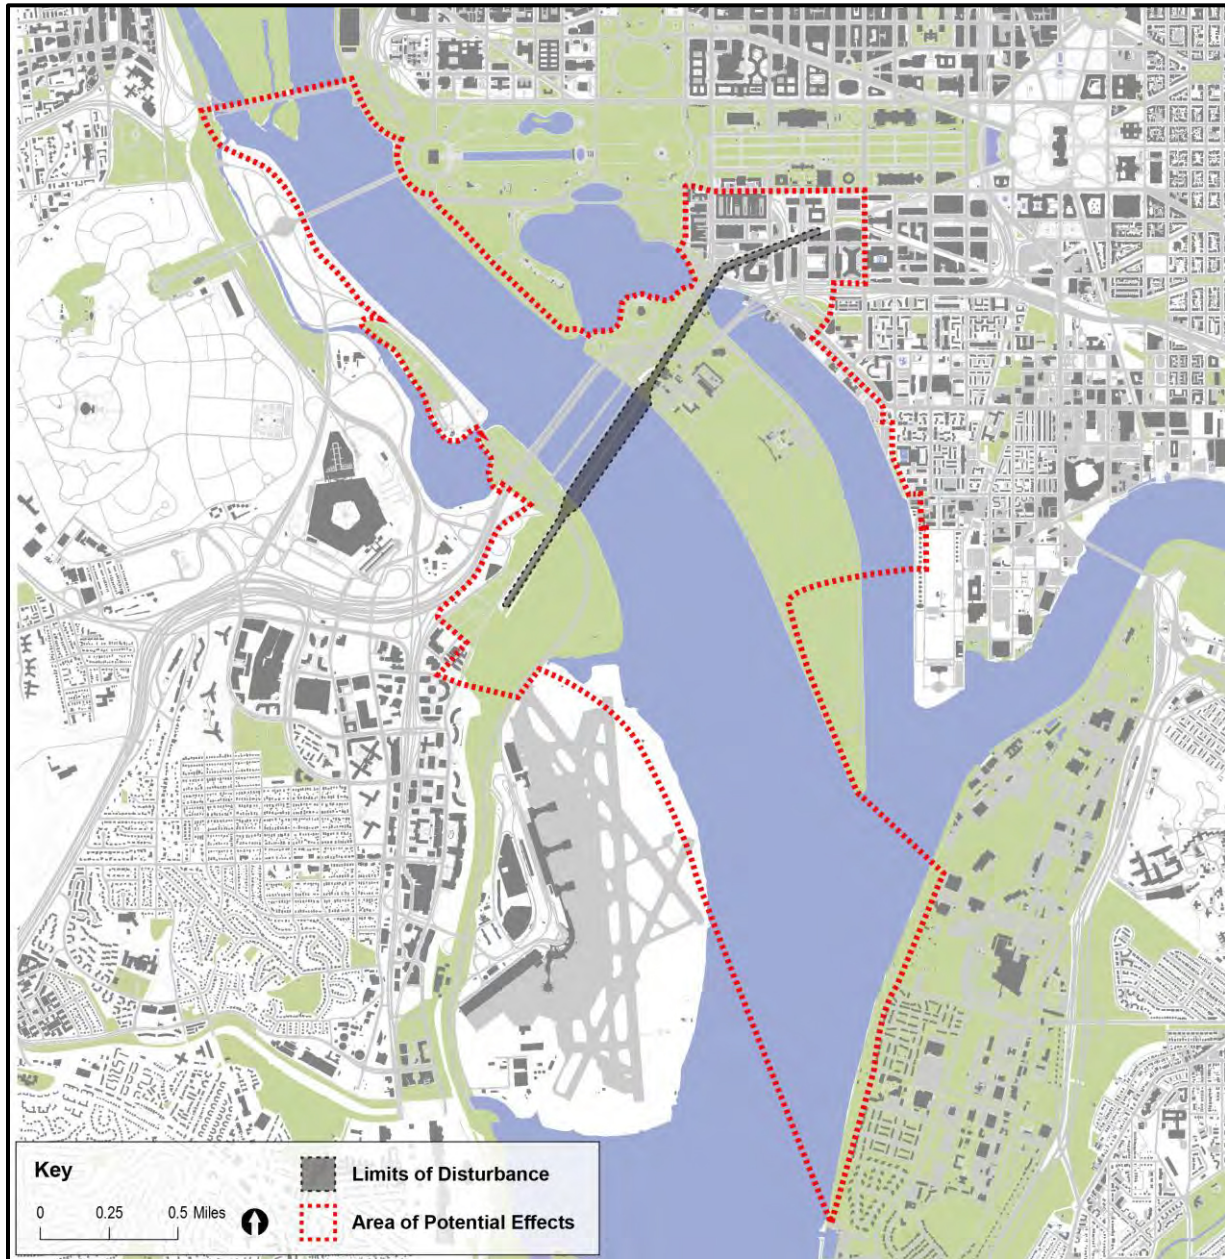 Key
Limits of Disturbance
0 0.25 0.5 Miles
Area of Potential Effects